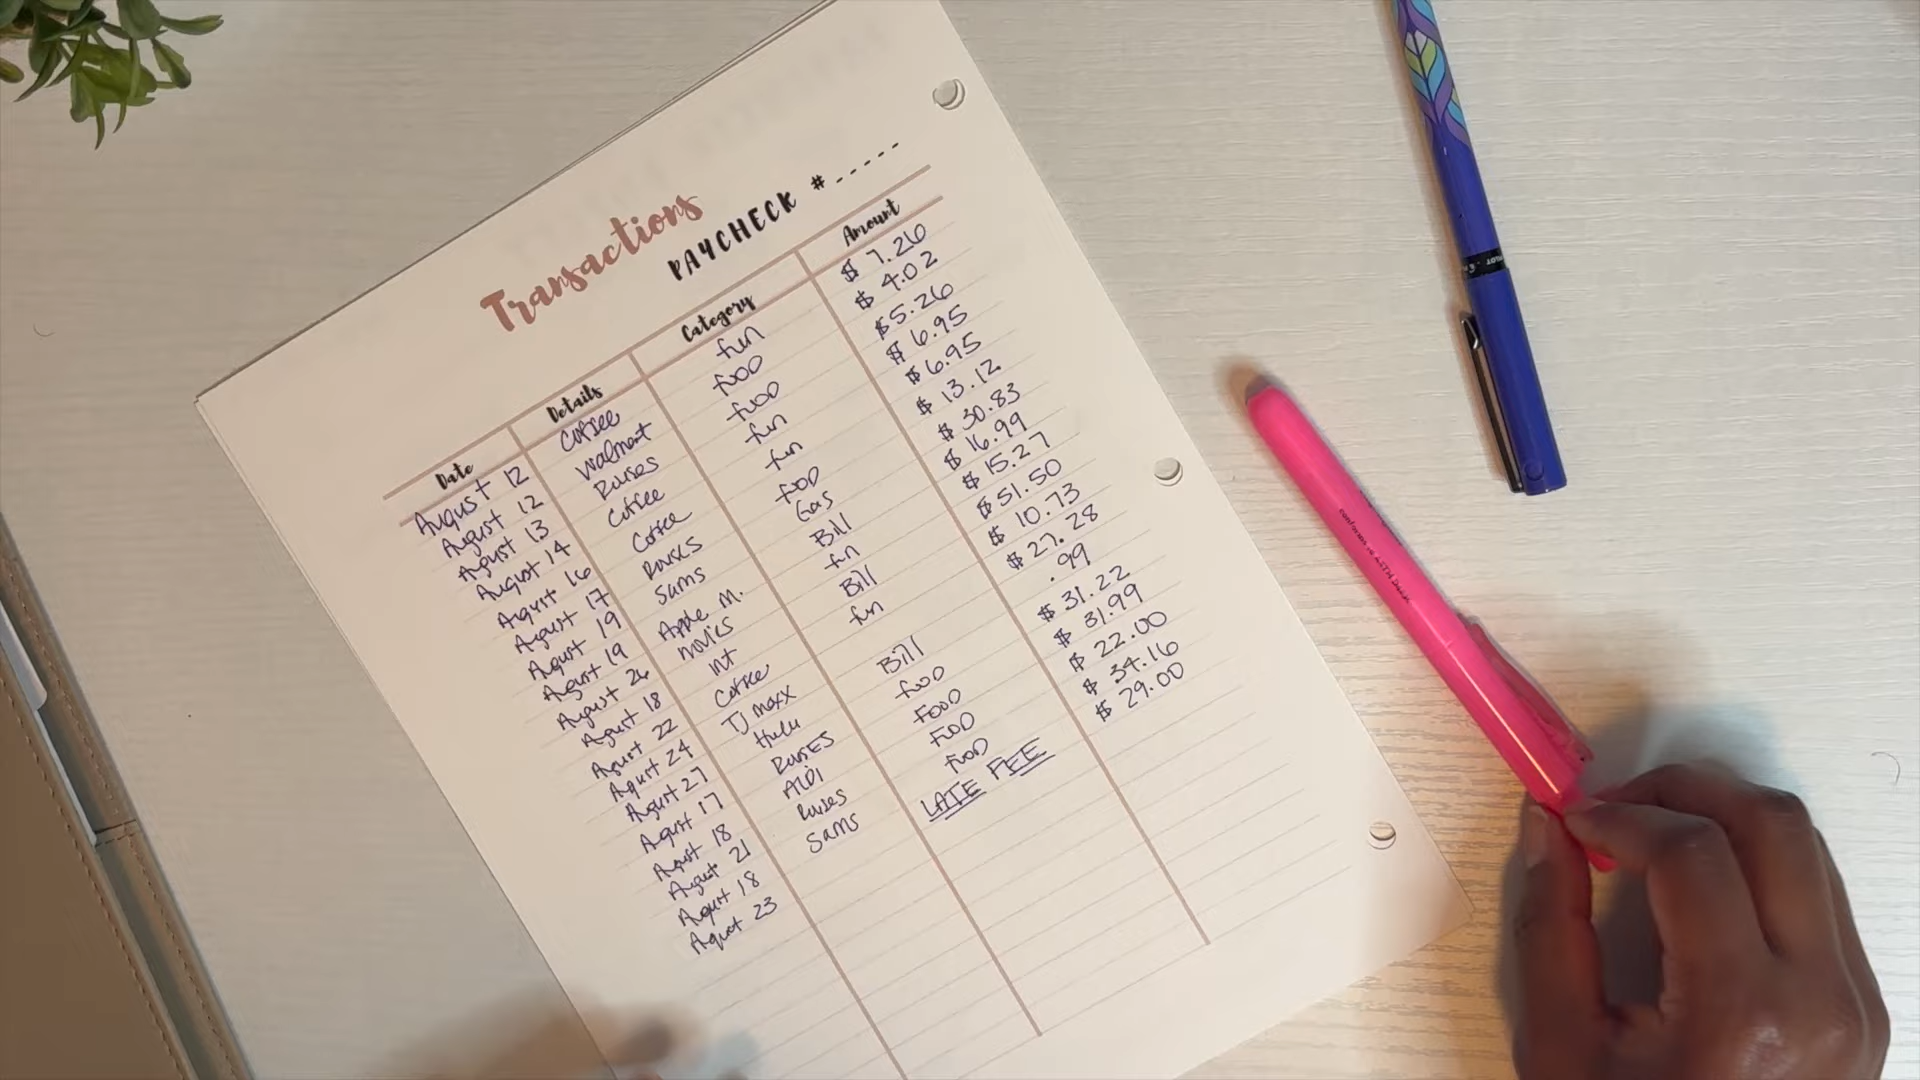 Transactions
PAYCHECK # -----
Date Details Category Amount
August 12 Coffee fun $ 7.26
August 12 Walmart food $ 4.02
August 13 Rouses food $5.26
August 14 Coffee fun $ 6.95
August 16 Coffee fun $ 6.95
August 17 Rouses food $ 13.12
August 19 Sams Gas $ 30.83
August 19 Apple M. Bill $ 16.99
August movies fun $ 15.27
August 18 Int Bill $51.50
August 22 Coffee fun $ 10.73
August 24 TJ maxx $ 27.28
August 27 Hulu Bill .99
August 17 Rouses food $ 31.22
August 18 Aldi Food $ 31.99
August 21 Rouses Food $ 22.00
August 18 Sams food $ 34.16
August 23 LATE FEE $ 29.00